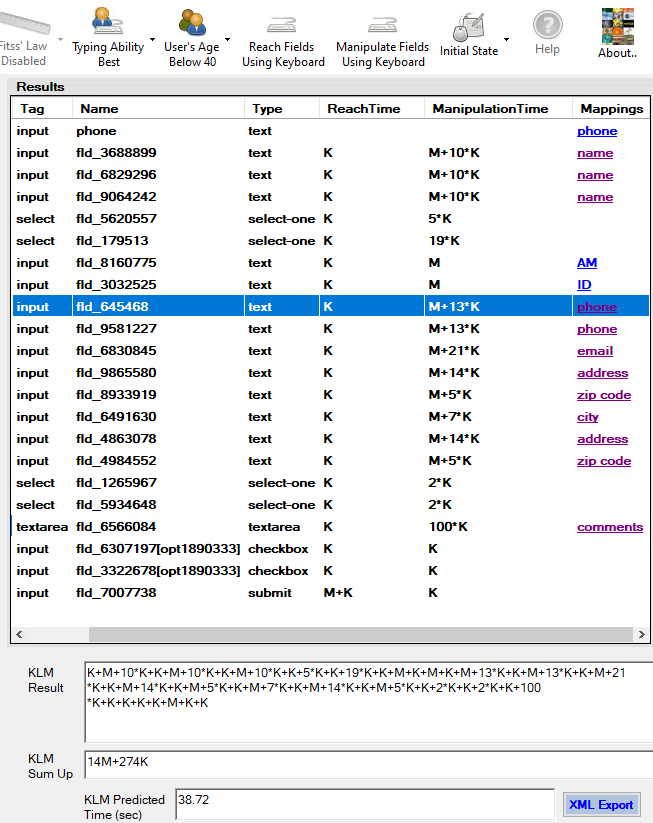 Fitss' Law Disabled
Typing Ability Best
User's Age Below 40
Reach Fields Using Keyboard
Manipulate Fields Using Keyboard
Initial State
Help
About..
Results
Tag Name Type ReachTime ManipulationTime Mappings
input phone text phone
input fld_3688899 text K M+10*K name
input fld_6829296 text K M+10*K name
input fld_9064242 text K M+10*K name
select fld_5620557 select-one K 5*K
select fld_179513 select-one K 19*K
input fld_8160775 text K M AM
input fld_3032525 text K M ID
input fld_645468 text K M+13*K phone
input fld_9581227 text K M+13*K phone
input fld_6830845 text K M+21*K email
input fld_9865580 text K M+14*K address
input fld_8933919 text K M+5*K zip code
input fld_6491630 text K M+7*K city
input fld_4863078 text K M+14*K address
input fld_4984552 text K M+5*K zip code
select fld_1265967 select-one K 2*K
select fld_5934648 select-one K 2*K
textarea fld_6566084 textarea K 100*K comments
input fld_6307197[opt1890333] checkbox K K
input fld_3322678[opt1890333] checkbox K K
input fld_7007738 submit M+K K
KLM Result
K+M+10*K+K+M+10*K+K+M+10*K+K+5*K+K+19*K+K+M+K+M+K+M+13*K+K+M+13*K+K+M+21
*K+K+M+14*K+K+M+5*K+K+M+7*K+K+M+14*K+K+M+5*K+K+2*K+K+2*K+K+100
*K+K+K+K+K+M+K+K
KLM Sum Up
14M+274K
KLM Predicted Time (sec)
38.72
XML Export